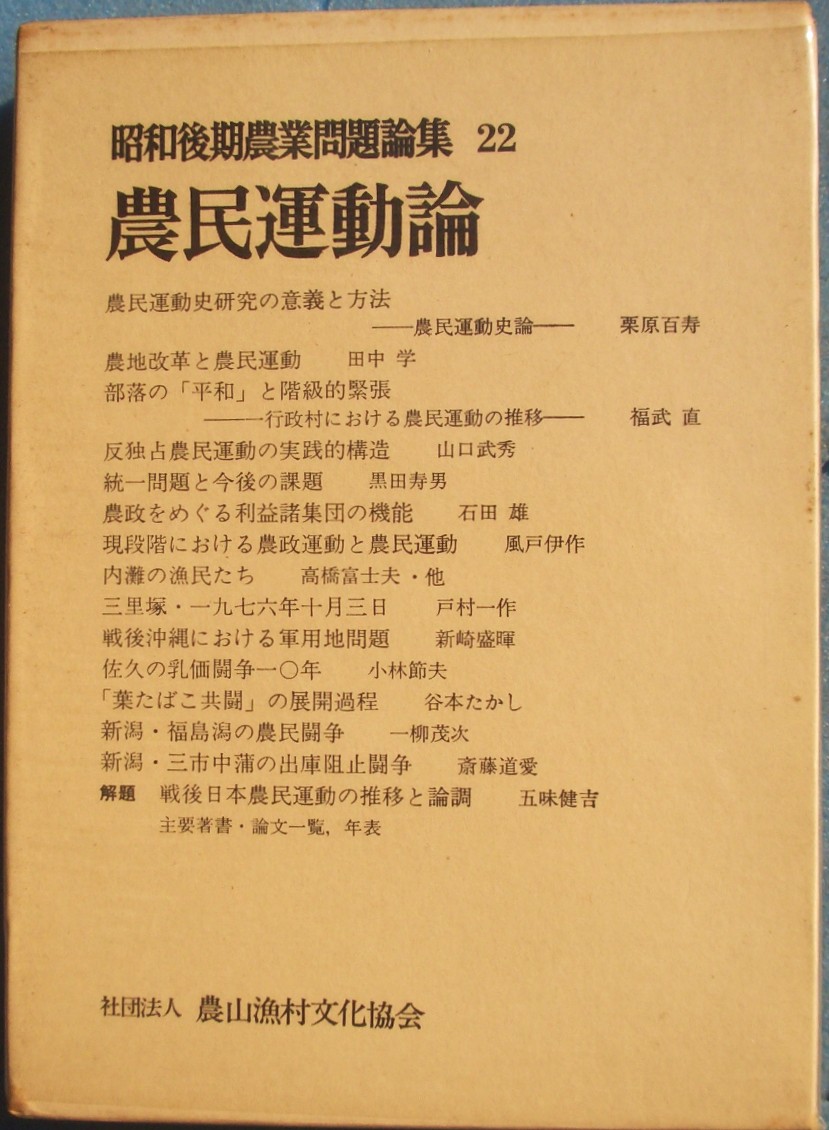 昭和後期農業問題論集 22
農民運動論
農民運動史研究の意義と方法
──農民運動史論── 栗原百寿
農地改革と農民運動 田中 学
部落の「平和」と階級的緊張
──一行政村における農民運動の推移── 福武 直
反独占農民運動の実践的構造 山口武秀
統一問題と今後の課題 黒田寿男
農政をめぐる利益諸集団の機能 石田 雄
現段階における農政運動と農民運動 風戸伊作
内灘の漁民たち 高橋富士夫・他
三里塚・一九七六年十月三日 戸村一作
戦後沖縄における軍用地問題 新崎盛暉
佐久の乳価闘争一〇年 小林節夫
「葉たばこ共闘」の展開過程 谷本たかし
新潟・福島潟の農民闘争 一柳茂次
新潟・三市中蒲の出庫阻止闘争 斎藤道愛
解題 戦後日本農民運動の推移と論調 五味健吉
主要著書・論文一覧，年表
社団法人 農山漁村文化協会